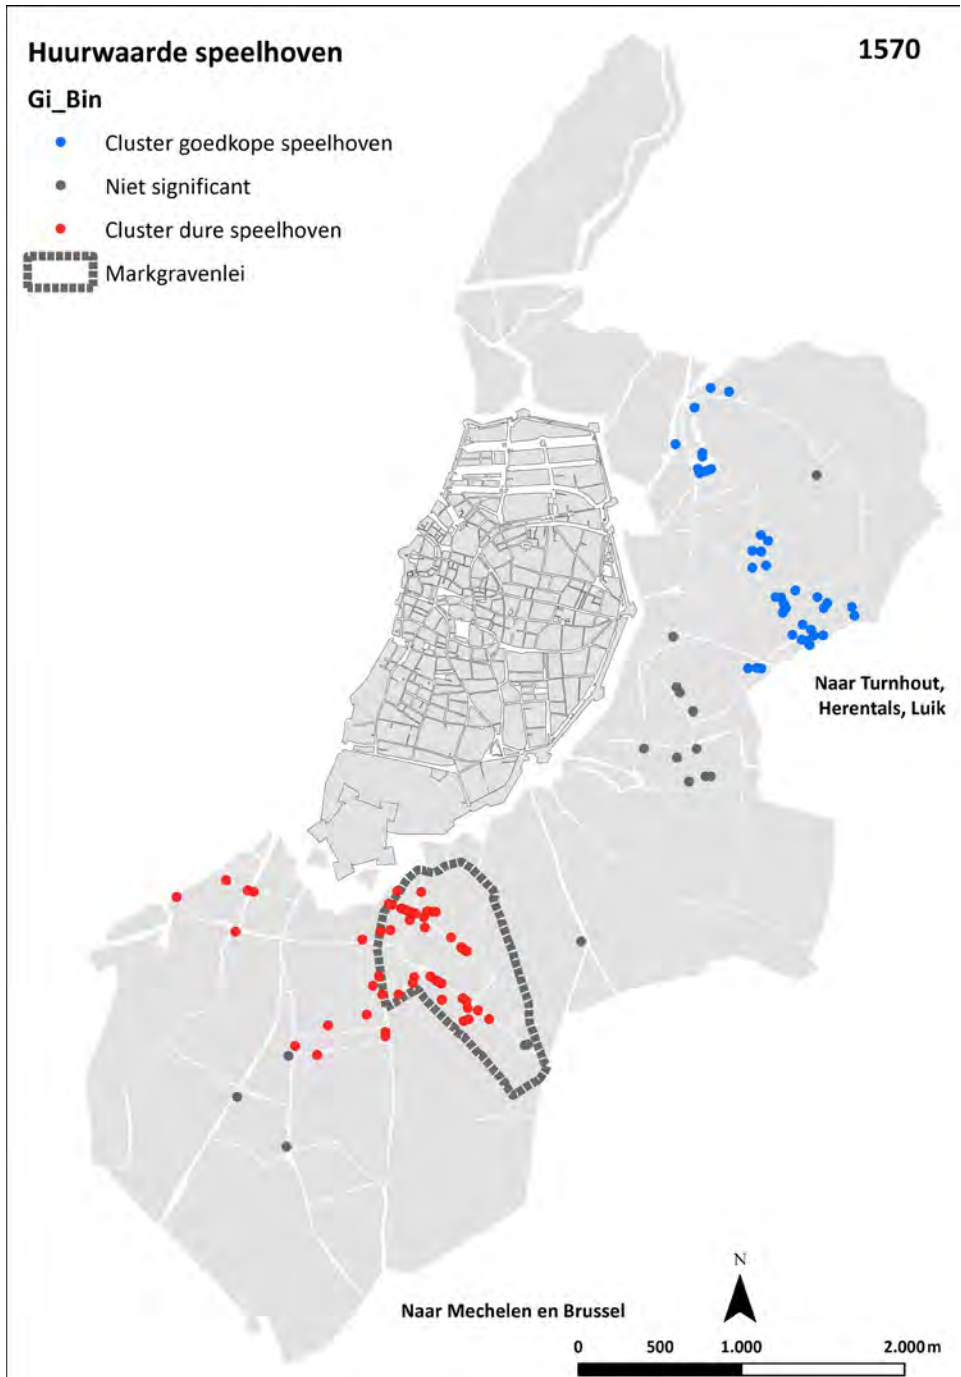 Huurwaarde speelhoven
1570
Gi_Bin
Cluster goedkope speelhoven
Niet significant
Cluster dure speelhoven
Markgravenlei
Naar Turnhout,
Herentals, Luik
Naar Mechelen en Brussel
N
0 500 1.000 2.000 m